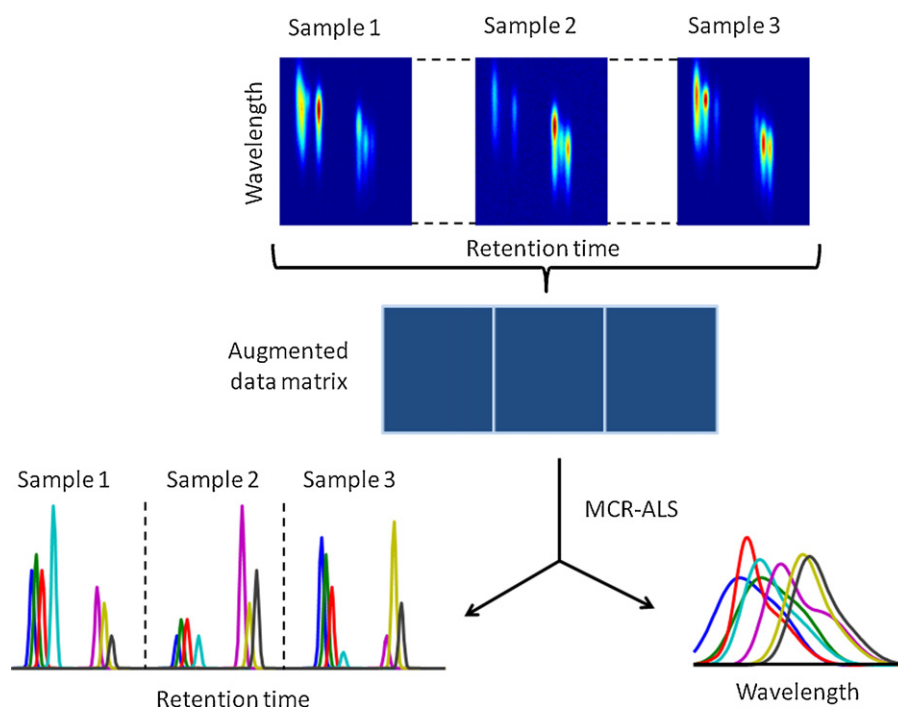 Sample 1
Sample 2
Sample 3
Wavelength
Retention time
Augmented
data matrix
MCR-ALS
Sample 1
Sample 2
Sample 3
Retention time
Wavelength